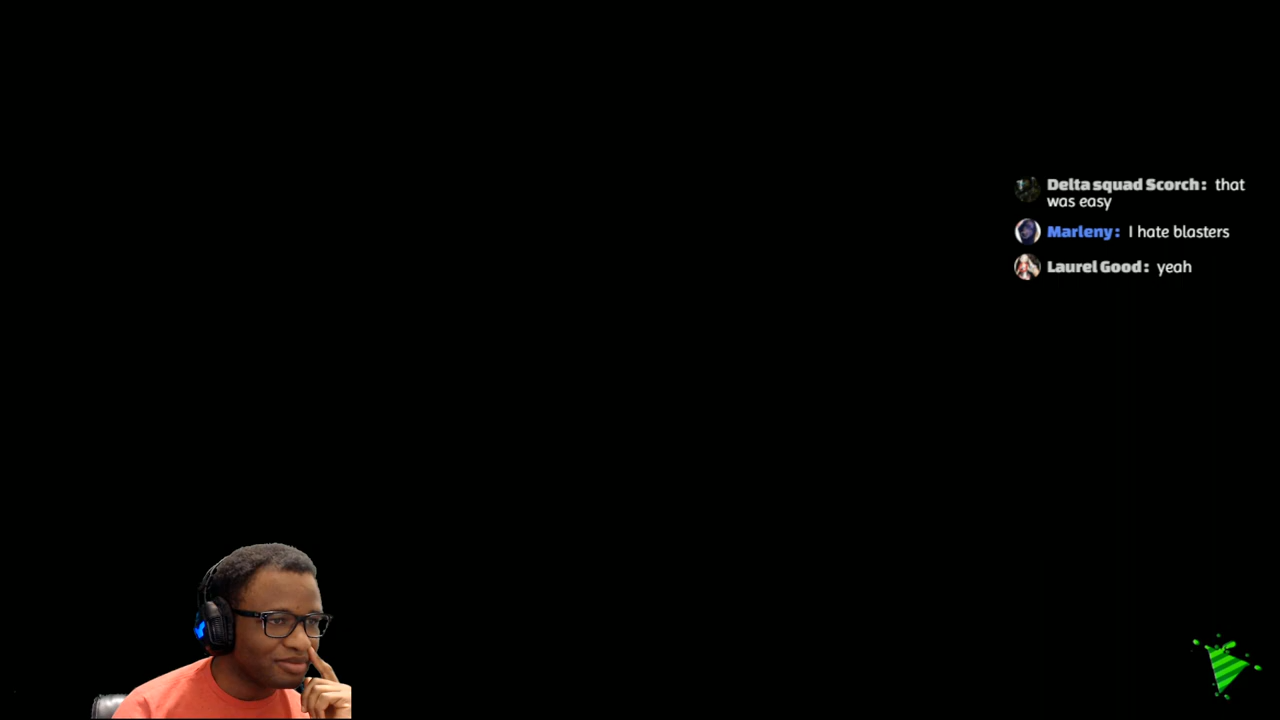 Delta squad Scorch: that
was easy
Marleny: I hate blasters
Laurel Good: yeah